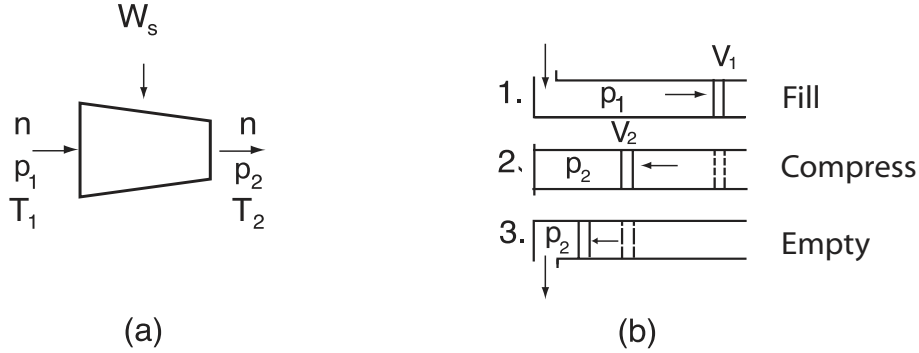 W_s
n
p_1
T_1
n
p_2
T_2
(a)
V_1
1.
p_1
Fill
V_2
2.
p_2
Compress
3.
p_2
Empty
(b)